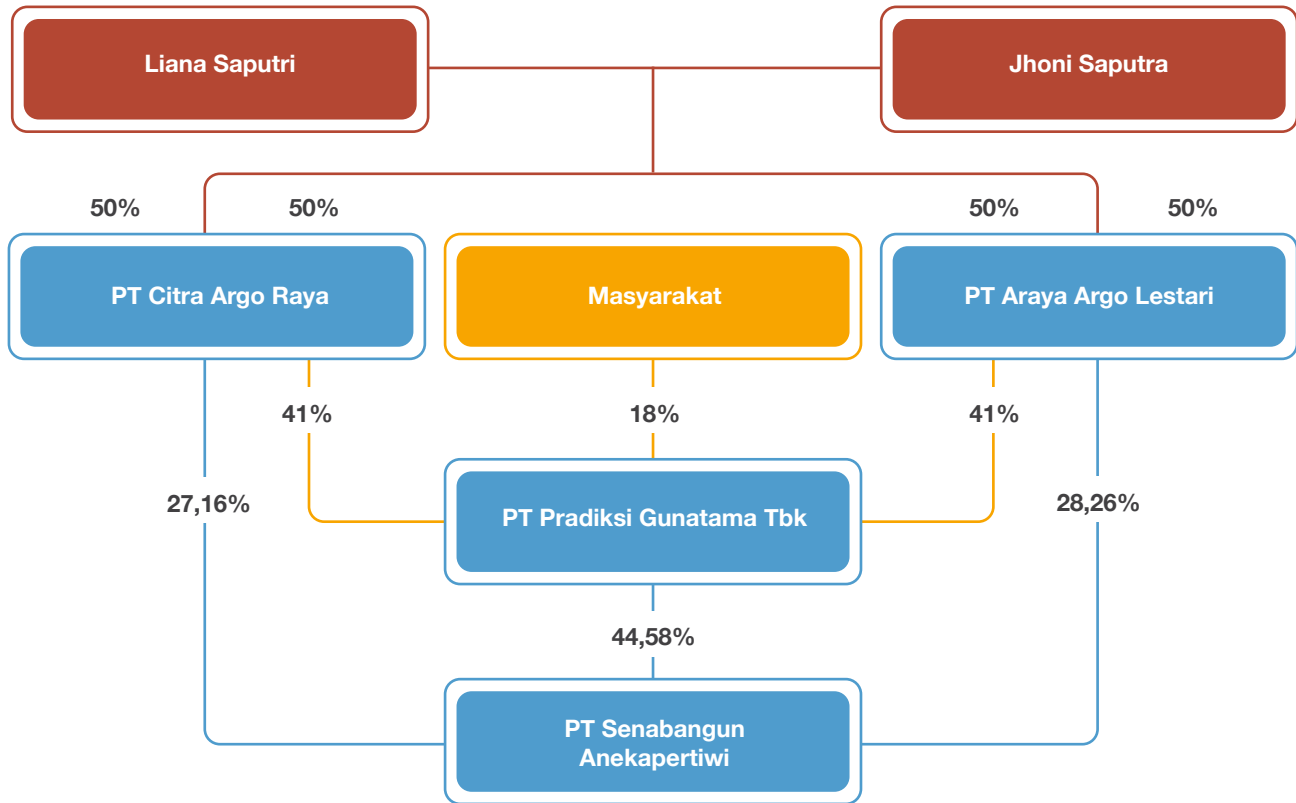 Liana Saputri
Jhoni Saputra
50%
50%
50%
50%
PT Citra Argo Raya
Masyarakat
PT Araya Argo Lestari
41%
18%
41%
27,16%
PT Pradiksi Gunatama Tbk
28,26%
44,58%
PT Senabangun
Anekapertiwi